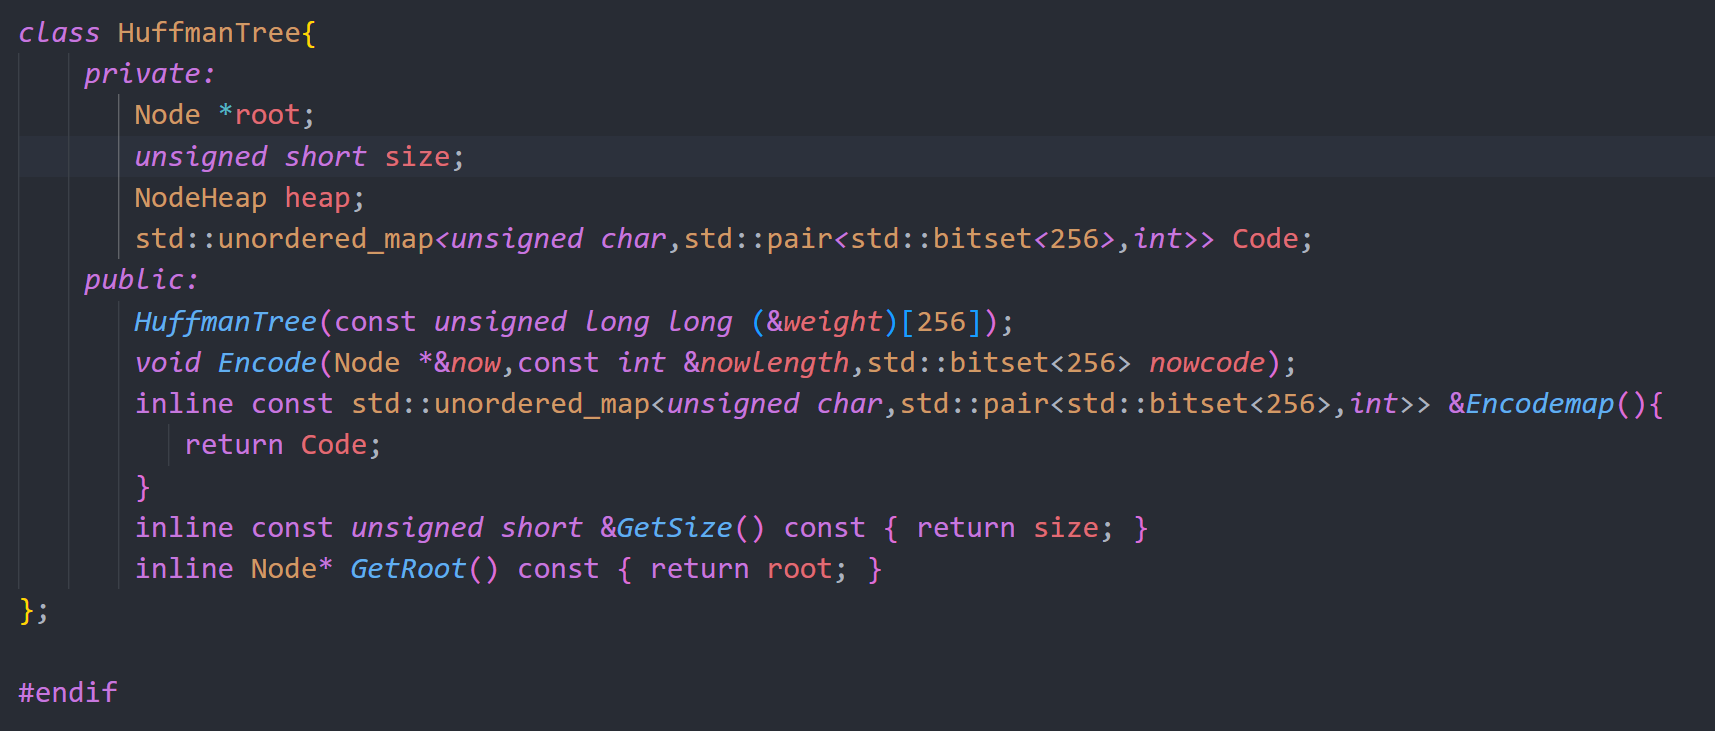 class HuffmanTree{
    private:
       Node *root;
       unsigned short size;
       NodeHeap heap;
       std::unordered_map<unsigned char,std::pair<std::bitset<256>,int>> Code;
    public:
       HuffmanTree(const unsigned long long (&weight)[256]);
       void Encode(Node *&now,const int &nowlength,std::bitset<256> nowcode);
       inline const std::unordered_map<unsigned char,std::pair<std::bitset<256>,int>> &Encodemap(){
          return Code;
       }
       inline const unsigned short &GetSize() const { return size; }
       inline Node* GetRoot() const { return root; }
};
#endif